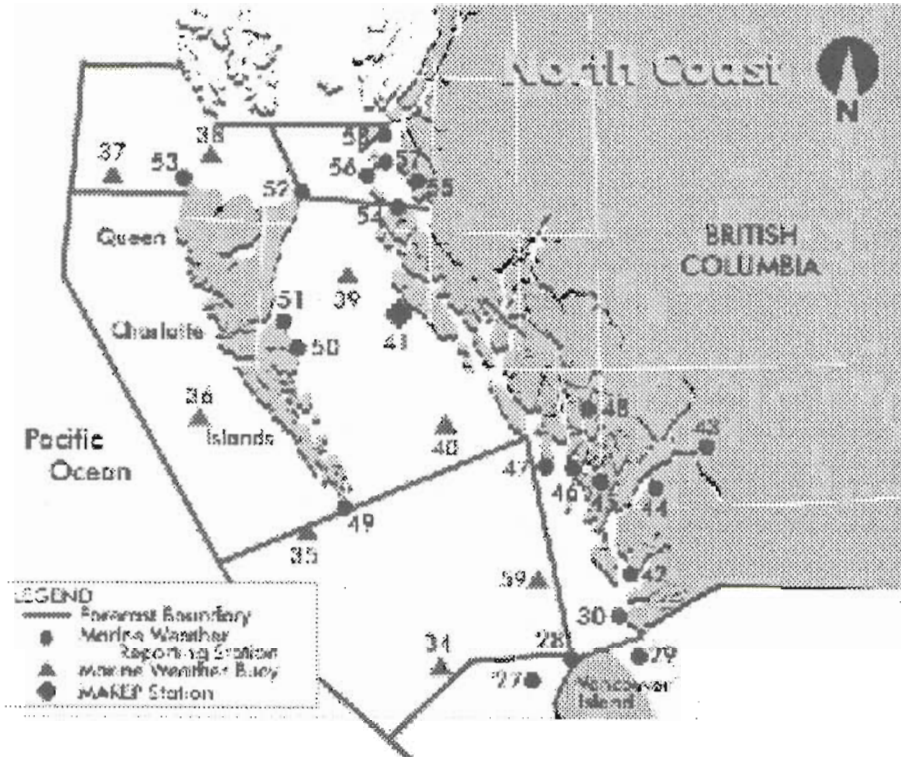 North Coast
N
58
38
37
53
56
57
52
55
54
Queen
BRITISH
COLUMBIA
39
51
Charlotte
41
50
36
48
Islands
40
43
Pacific
Ocean
47
46
45
44
49
35
42
59
LEGEND
Forecast Boundary
30
Marine Weather
Reporting Station
34
28
29
Marine Weather Buoy
27
Vancouver
Island
MAREP Station